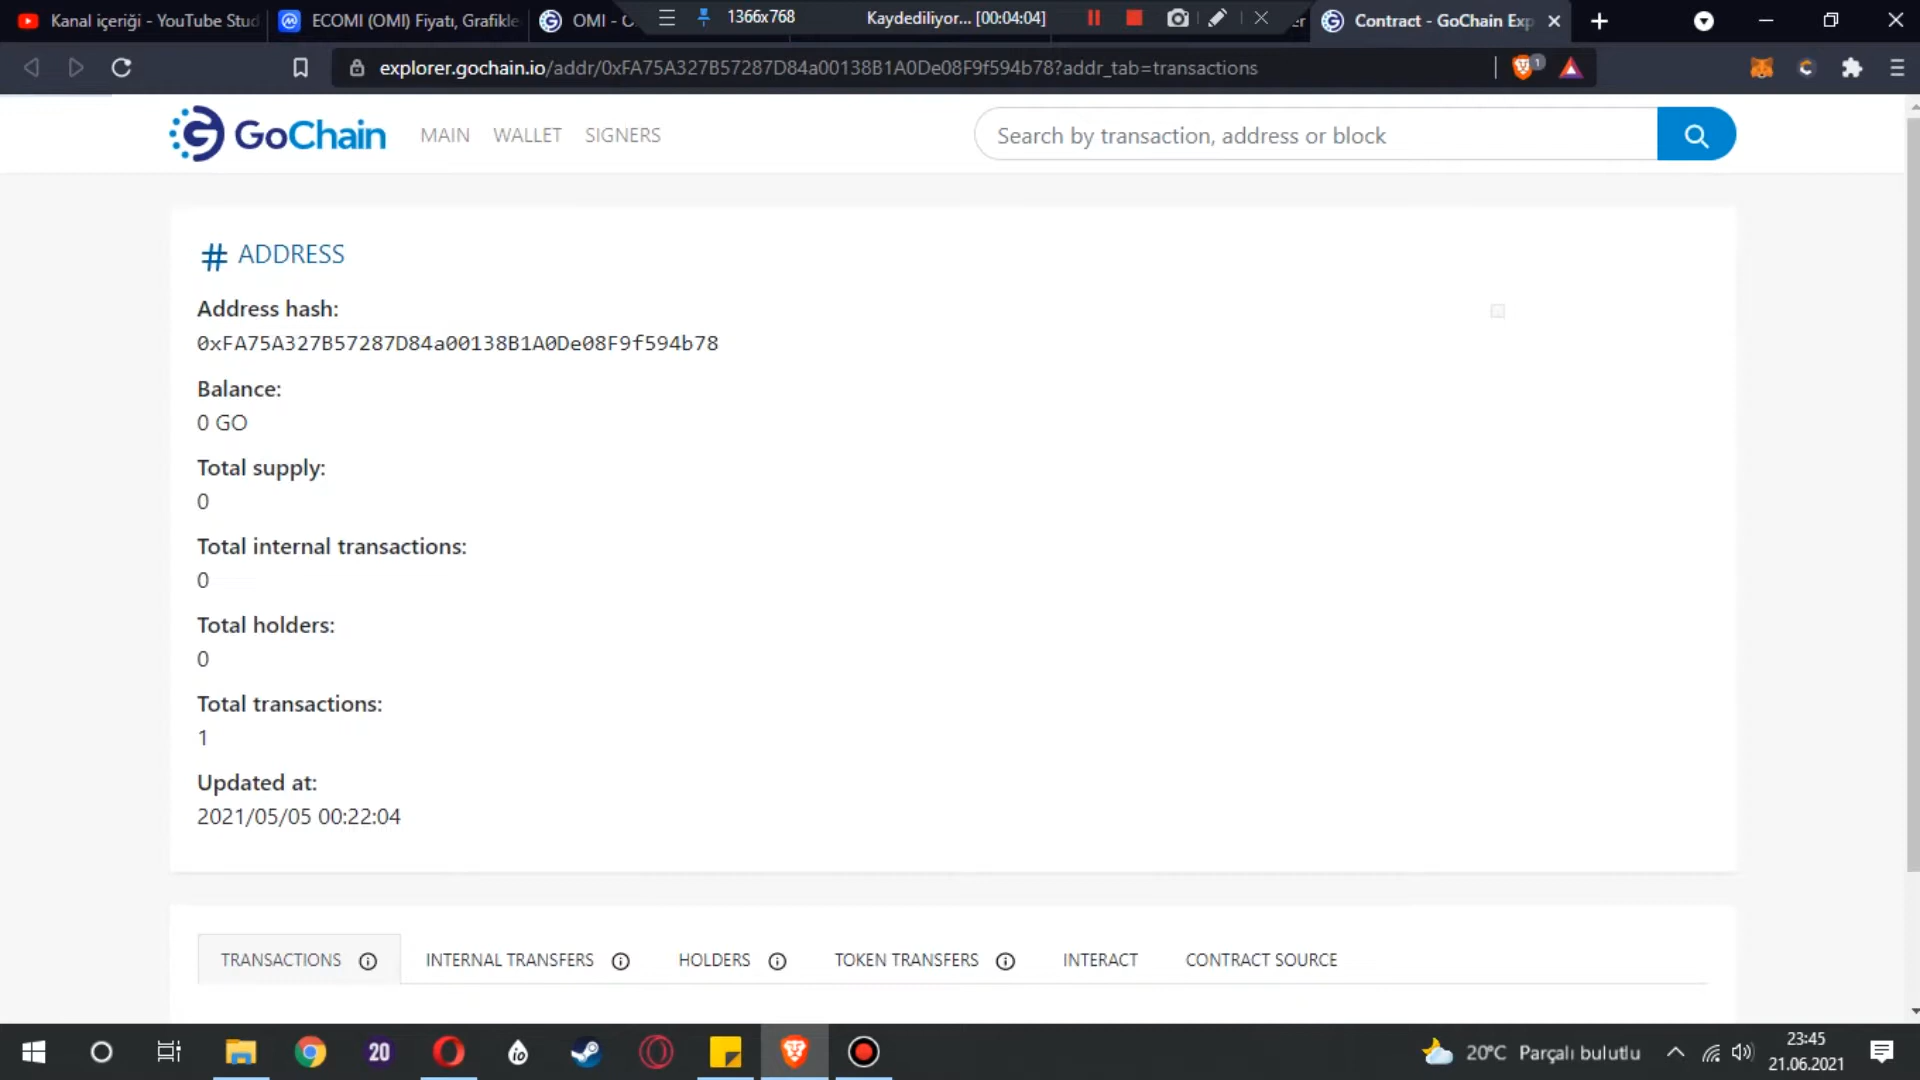 Kanal içeriği - YouTube Stud
ECOMI (OMI) Fiyatı, Grafikle
OMI - O
1366x768
Kaydediliyor... [00:04:04]
er
Contract - GoChain Exp
explorer.gochain.io/addr/0xFA75A327B57287D84a00138B1A0De08F9f594b78?addr_tab=transactions
1
GoChain
MAIN
WALLET
SIGNERS
Search by transaction, address or block
# ADDRESS
Address hash:
0xFA75A327B57287D84a00138B1A0De08F9f594b78
Balance:
0 GO
Total supply:
0
Total internal transactions:
0
Total holders:
0
Total transactions:
1
Updated at:
2021/05/05 00:22:04
TRANSACTIONS
INTERNAL TRANSFERS
HOLDERS
TOKEN TRANSFERS
INTERACT
CONTRACT SOURCE
20
io
20°C Parçalı bulutlu
23:45
21.06.2021